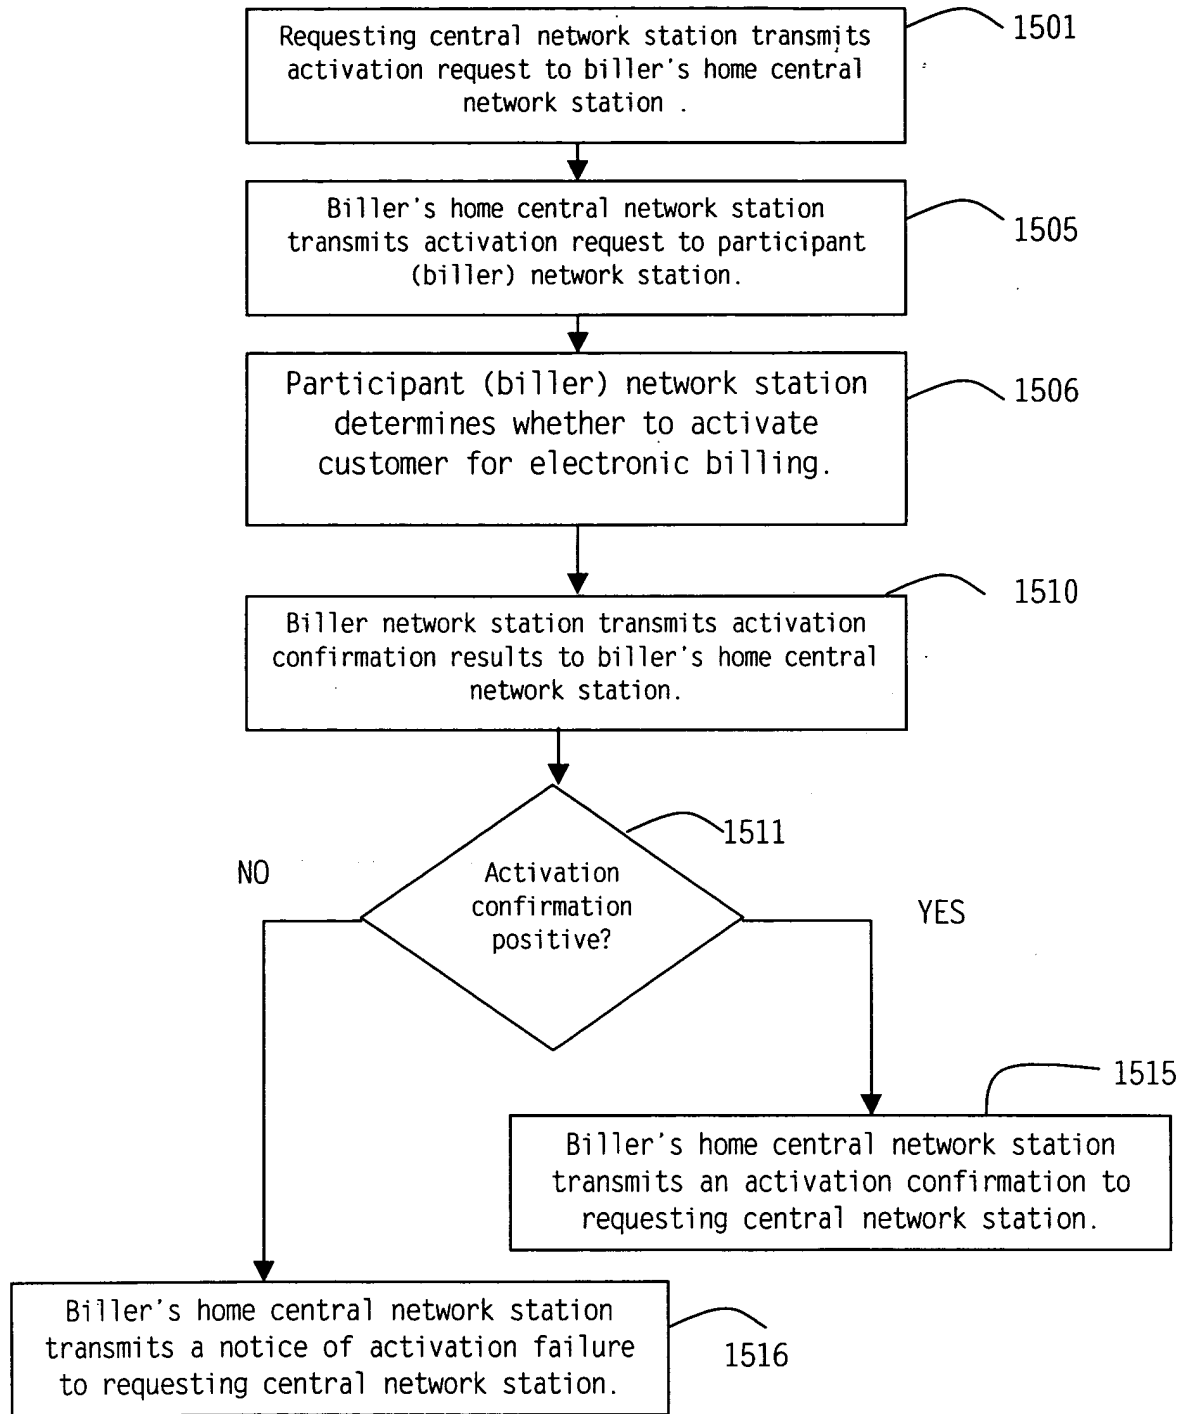 Requesting central network station transmits
activation request to biller's home central
network station .
1501
Biller's home central network station
transmits activation request to participant
(biller) network station.
1505
Participant (biller) network station
determines whether to activate
customer for electronic billing.
1506
Biller network station transmits activation
confirmation results to biller's home central
network station.
1510
1511
Activation
confirmation
positive?
NO
YES
1515
Biller's home central network station
transmits an activation confirmation to
requesting central network station.
Biller's home central network station
transmits a notice of activation failure
to requesting central network station.
1516